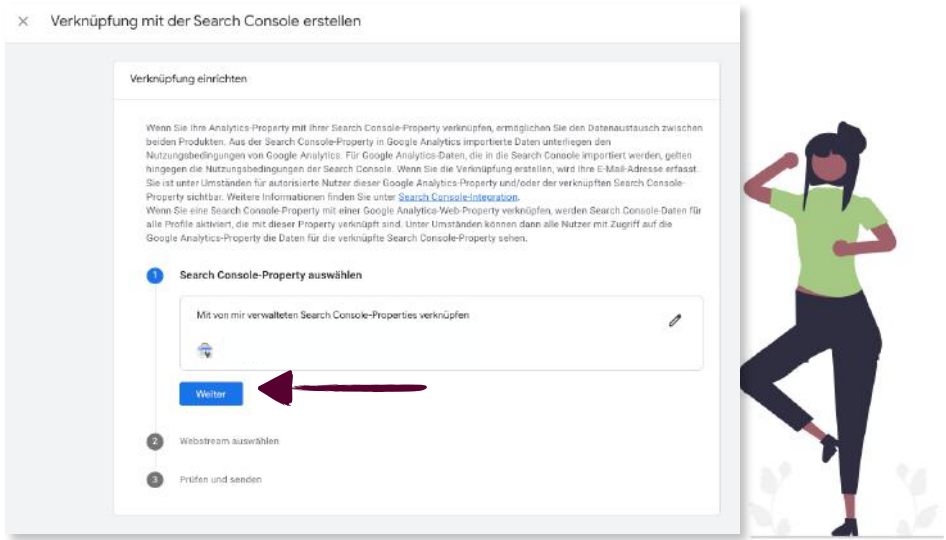 × Verknüpfung mit der Search Console erstellen
Verknüpfung einrichten
Wenn Sie Ihre Analytics-Property mit Ihrer Search Console-Property verknüpfen, ermöglichen Sie den Datenaustausch zwischen
beiden Produkten. Aus der Search Console-Property in Google Analytics importierte Daten unterliegen den
Nutzungsbedingungen von Google Analytics. Für Google Analytics-Daten, die in die Search Console importiert werden, gelten
hingegen die Nutzungsbedingungen der Search Console. Wenn Sie die Verknüpfung erstellen, wird Ihre E-Mail-Adresse erfasst.
Sie ist unter Umständen für autorisierte Nutzer dieser Google Analytics-Property und/oder der verknüpften Search Console-
Property sichtbar. Weitere Informationen finden Sie unter Search Console-Integration.
Wenn Sie eine Search Console-Property mit einer Google Analytics-Web-Property verknüpfen, werden Search Console-Daten für
alle Profile aktiviert, die mit dieser Property verknüpft sind. Unter Umständen können dann alle Nutzer mit Zugriff auf die
Google Analytics-Property die Daten für die verknüpfte Search Console-Property sehen.
1 Search Console-Property auswählen
Mit von mir verwalteten Search Console-Properties verknüpfen
Weiter
2 Webstream auswählen
3 Prüfen und senden